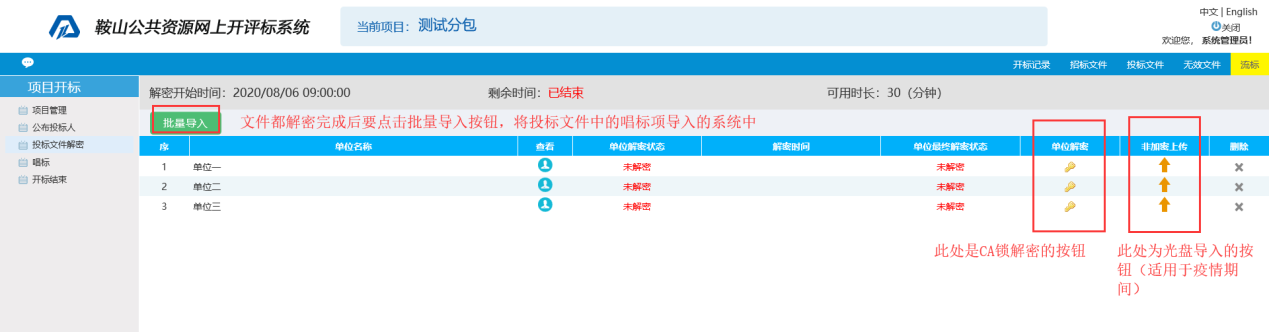 鞍山公共资源网上开评标系统
当前项目：测试分包
中文 | English
关闭
欢迎您，系统管理员！
开标记录 招标文件 投标文件 无效文件 流标
项目开标
项目管理
公布投标人
投标文件解密
唱标
开标结束
解密开始时间：2020/08/06 09:00:00 剩余时间：已结束 可用时长：30（分钟）
批量导入 文件都解密完成后要点击批量导入按钮，将投标文件中的唱标项导入的系统中
序 单位名称 查看 单位解密状态 解密时间 单位最终解密状态 单位解密 非加密上传 删除
1 单位一 未解密 未解密
2 单位二 未解密 未解密
3 单位三 未解密 未解密
此处是CA锁解密的按钮
此处为光盘导入的按
钮（适用于疫情期
间）